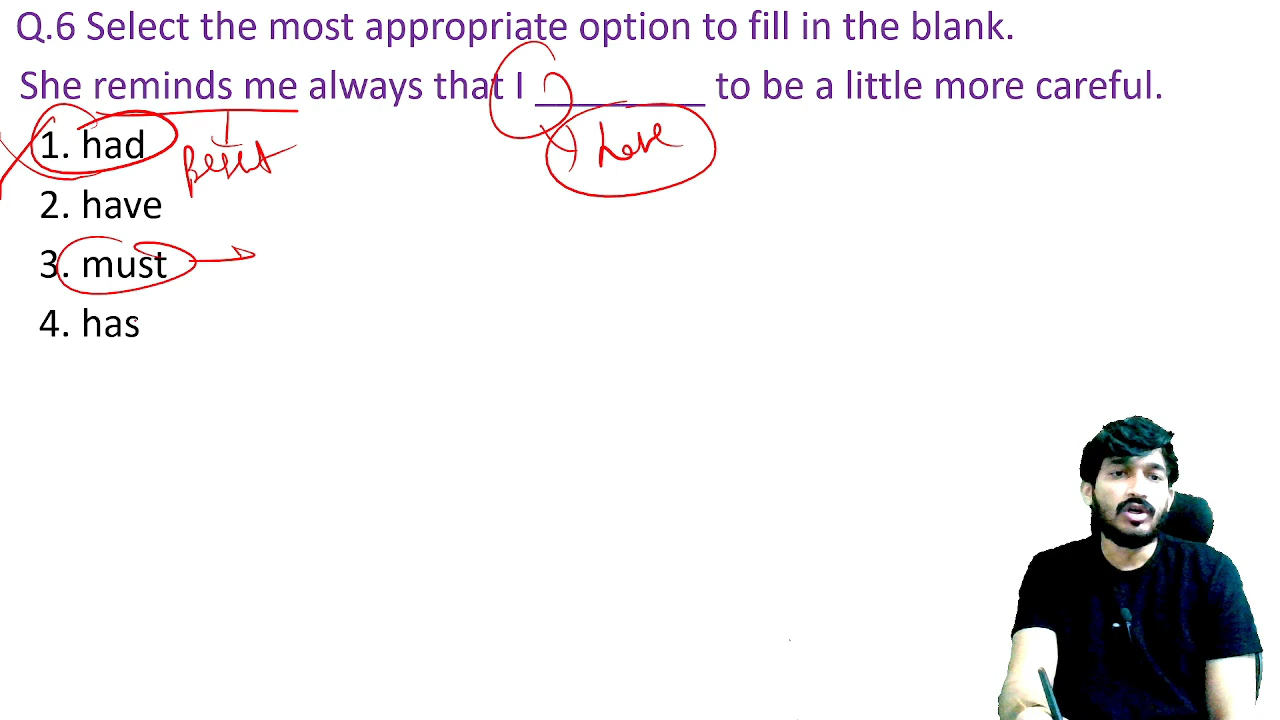 Q.6 Select the most appropriate option to fill in the blank.
She reminds me always that I ________ to be a little more careful.
1. had
have
2. have
3. must
4. has